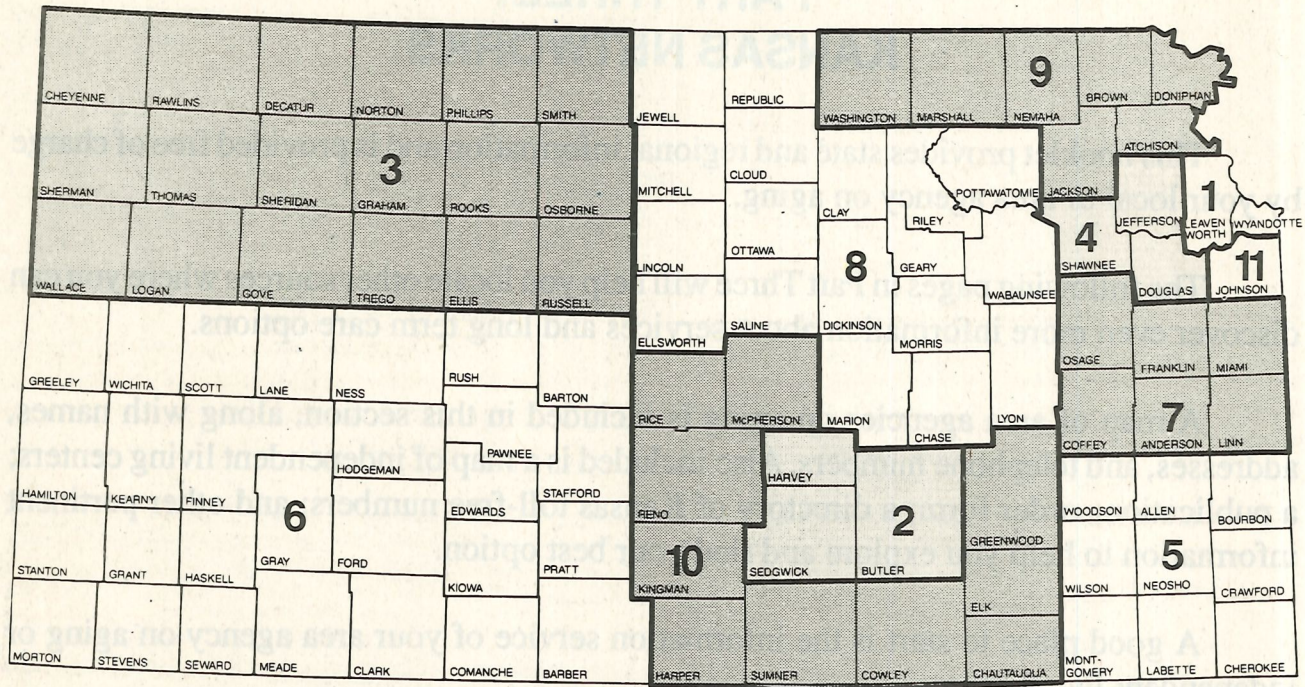 CHEYENNE RAWLINS DECATUR NORTON PHILLIPS SMITH JEWELL REPUBLIC WASHINGTON MARSHALL NEMAHA BROWN DONIPHAN
9
ATCHISON
SHERMAN THOMAS SHERIDAN GRAHAM ROOKS OSBORNE MITCHELL CLOUD CLAY RILEY POTTAWATOMIE JACKSON
3
JEFFERSON
LEAVEN
WORTH
WYANDOTTE
1
WALLACE LOGAN GOVE TREGO ELLIS RUSSELL LINCOLN OTTAWA GEARY WABAUNSEE SHAWNEE DOUGLAS JOHNSON
8
4
11
ELLSWORTH SALINE DICKINSON MORRIS OSAGE FRANKLIN MIAMI
GREELEY WICHITA SCOTT LANE NESS RUSH BARTON RICE McPHERSON MARION CHASE LYON COFFEY ANDERSON LINN
7
HAMILTON KEARNY FINNEY HODGEMAN PAWNEE EDWARDS STAFFORD RENO HARVEY GREENWOOD WOODSON ALLEN BOURBON
6
2
STANTON GRANT HASKELL GRAY FORD KIOWA PRATT KINGMAN SEDGWICK BUTLER ELK WILSON NEOSHO CRAWFORD
10
5
MORTON STEVENS SEWARD MEADE CLARK COMANCHE BARBER HARPER SUMNER COWLEY CHAUTAUQUA
MONT-
GOMERY
LABETTE CHEROKEE